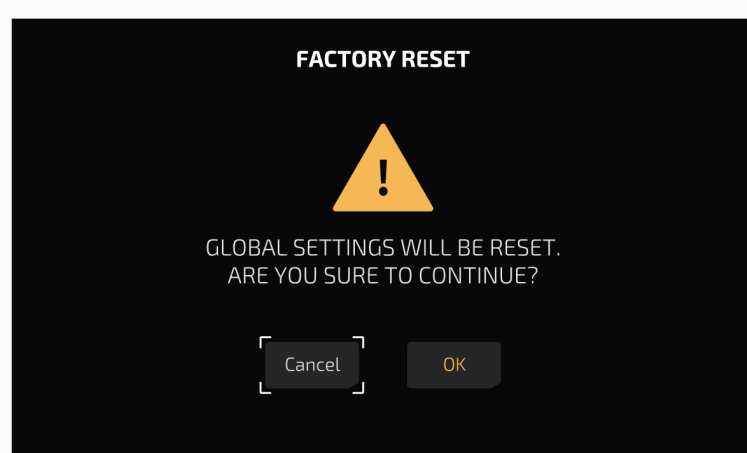 FACTORY RESET
!
GLOBAL SETTINGS WILL BE RESET.
ARE YOU SURE TO CONTINUE?
Cancel
OK